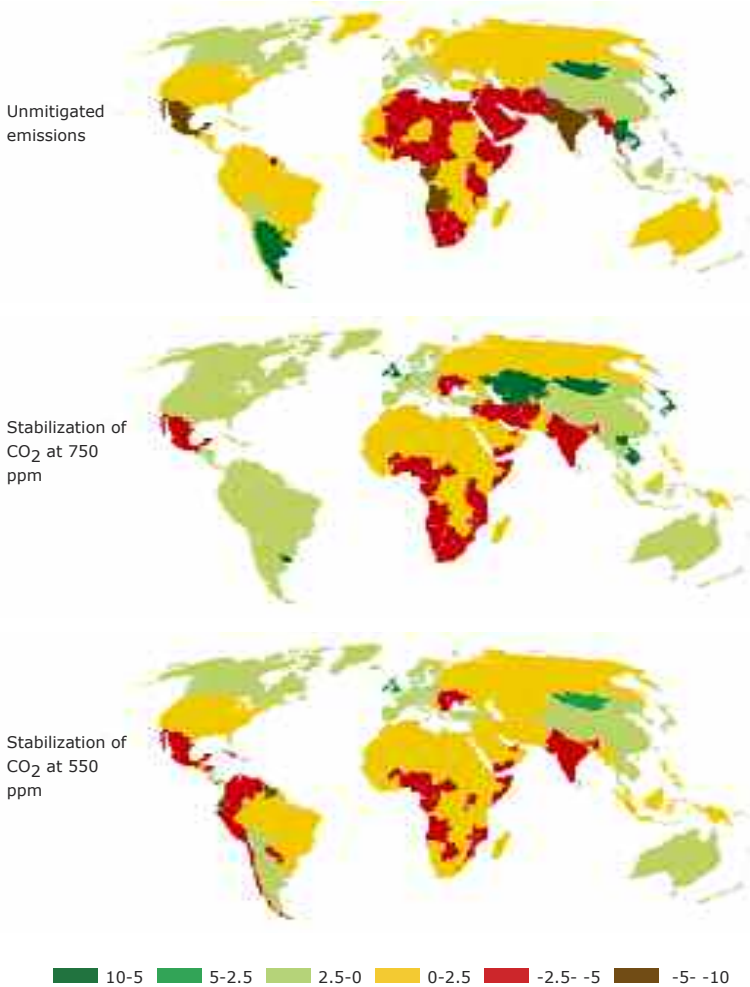 Unmitigated
emissions
Stabilization of
CO2 at 750
ppm
Stabilization of
CO2 at 550
ppm
10-5 5-2.5 2.5-0 0-2.5 -2.5- -5 -5- -10